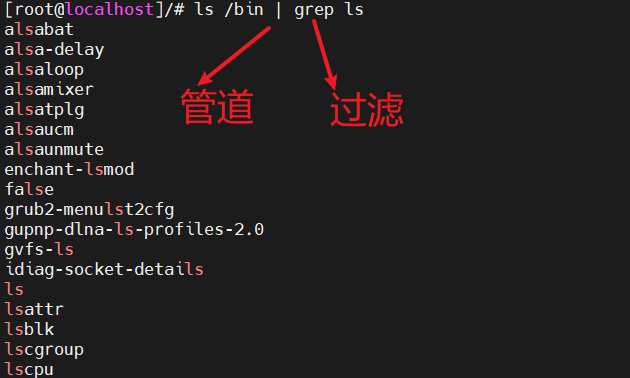 [root@localhost]/# ls /bin | grep ls
alsabat
alsa-delay
alsaloop
alsamixer
管道
过滤
alsatplg
alsaucm
alsaunmute
enchant-lsmod
false
grub2-menulst2cfg
gupnp-dlna-ls-profiles-2.0
gvfs-ls
idiag-socket-details
ls
lsattr
lsblk
lscgroup
lscpu